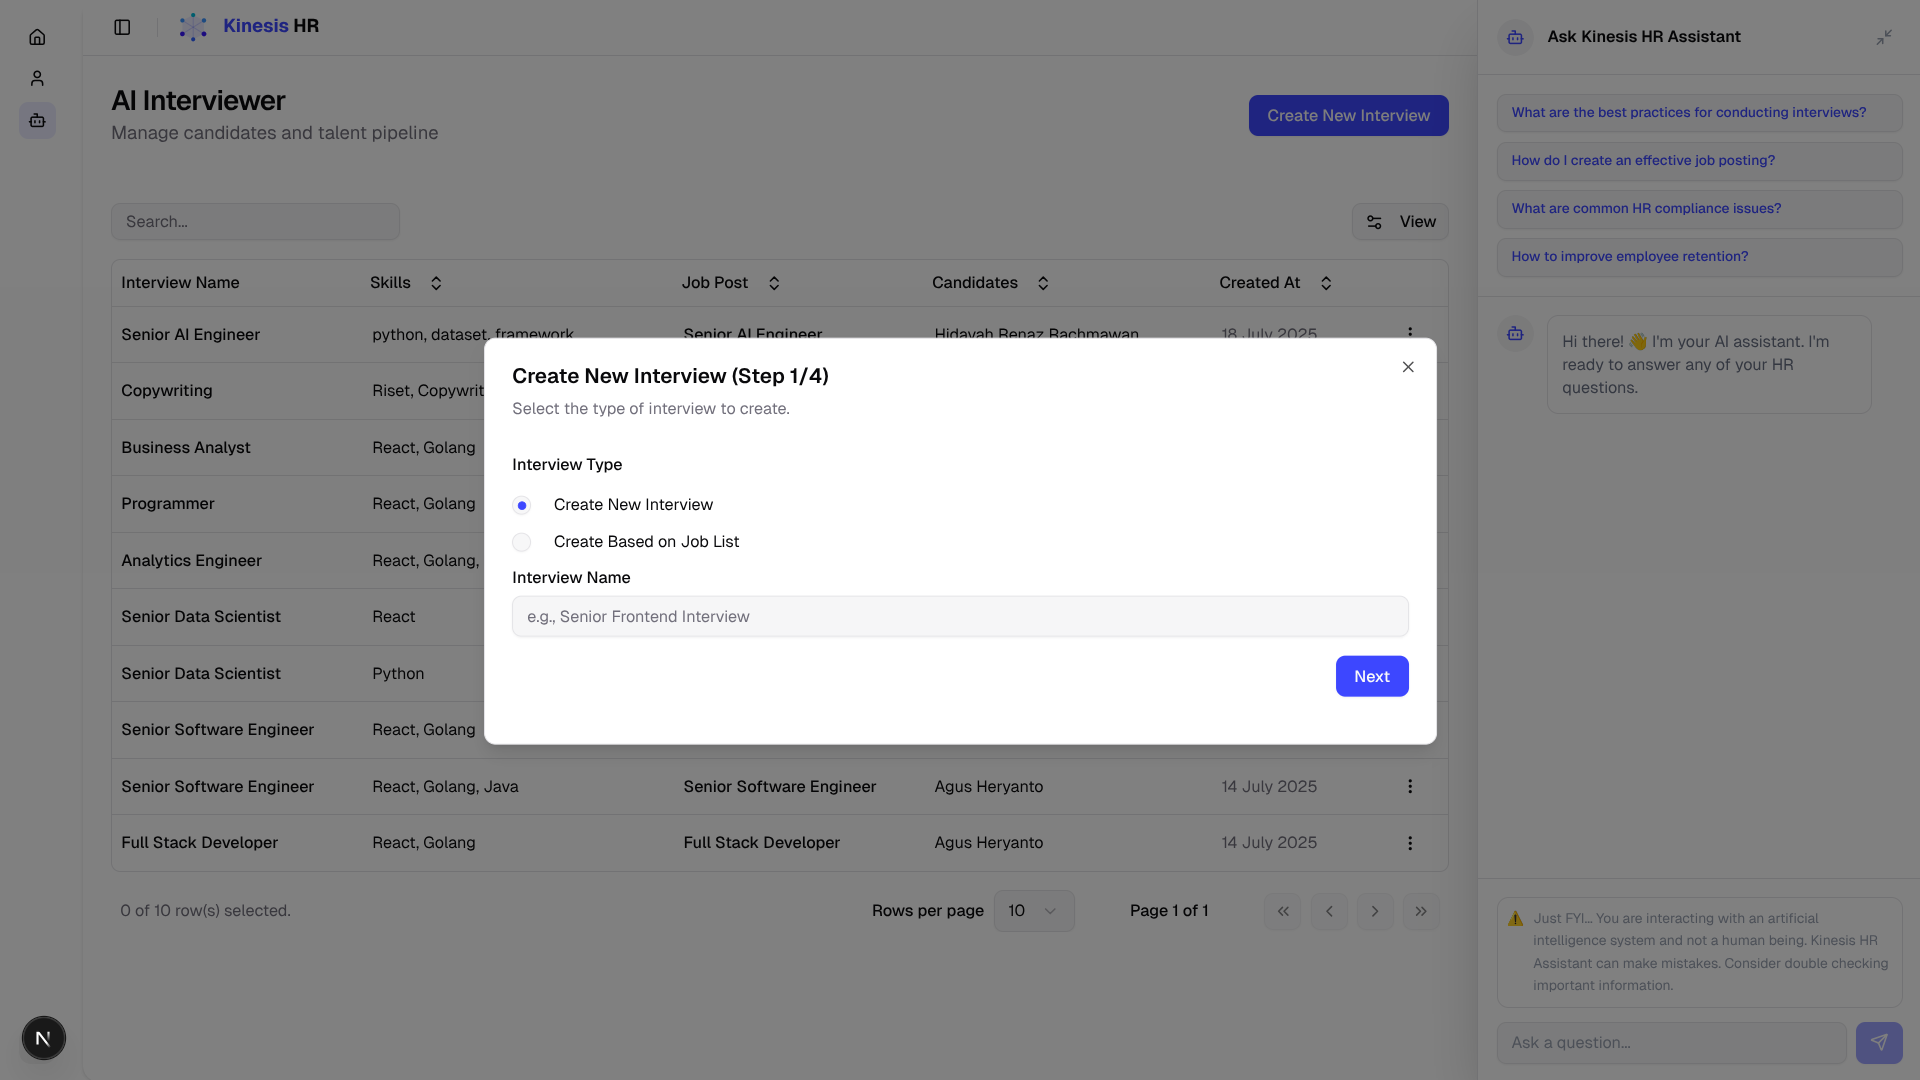 Kinesis HR
AI Interviewer
Manage candidates and talent pipeline
Create New Interview
Search...
View
Interview Name Skills Job Post Candidates Created At
Senior AI Engineer python, dataset, framework Senior AI Engineer Hidayah Renaz Rachmawan 18 July 2025
Copywriting Riset, Copywrit
Business Analyst React, Golang
Programmer React, Golang
Analytics Engineer React, Golang,
Senior Data Scientist React
Senior Data Scientist Python
Senior Software Engineer React, Golang
Senior Software Engineer React, Golang, Java Senior Software Engineer Agus Heryanto 14 July 2025
Full Stack Developer React, Golang Full Stack Developer Agus Heryanto 14 July 2025
0 of 10 row(s) selected. Rows per page 10 Page 1 of 1
N
Create New Interview (Step 1/4)
Select the type of interview to create.
Interview Type
Create New Interview
Create Based on Job List
Interview Name
e.g., Senior Frontend Interview
Next
Ask Kinesis HR Assistant
What are the best practices for conducting interviews?
How do I create an effective job posting?
What are common HR compliance issues?
How to improve employee retention?
Hi there! 👋 I'm your AI assistant. I'm
ready to answer any of your HR
questions.
⚠️ Just FYI... You are interacting with an artificial
intelligence system and not a human being. Kinesis HR
Assistant can make mistakes. Consider double checking
important information.
Ask a question...